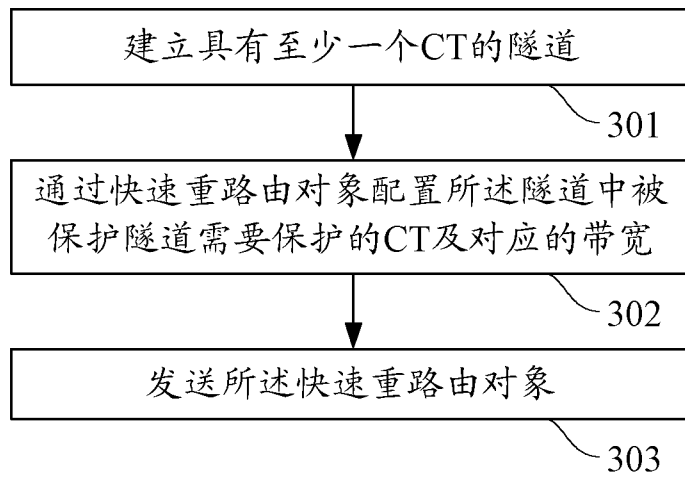 建立具有至少一个CT的隧道
301
通过快速重路由对象配置所述隧道中被
保护隧道需要保护的CT及对应的带宽
302
发送所述快速重路由对象
303